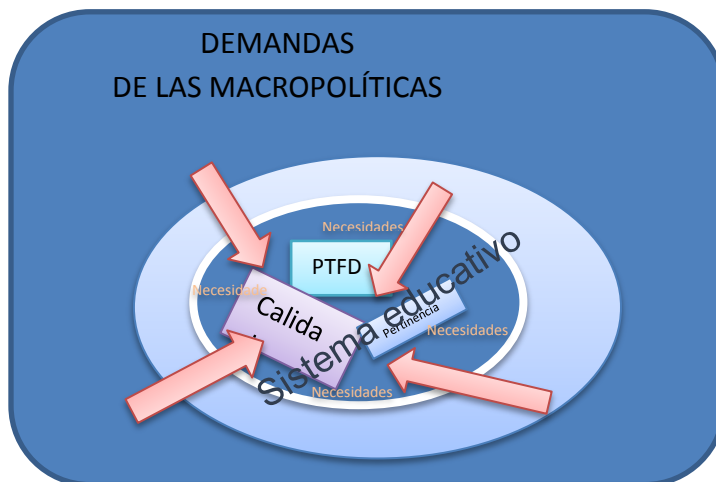 DEMANDAS
DE LAS MACROPOLÍTICAS
Necesidades
PTFD
Necesidade
Calida
Sistema educativo
Pertinencia
Necesidades
Necesidades